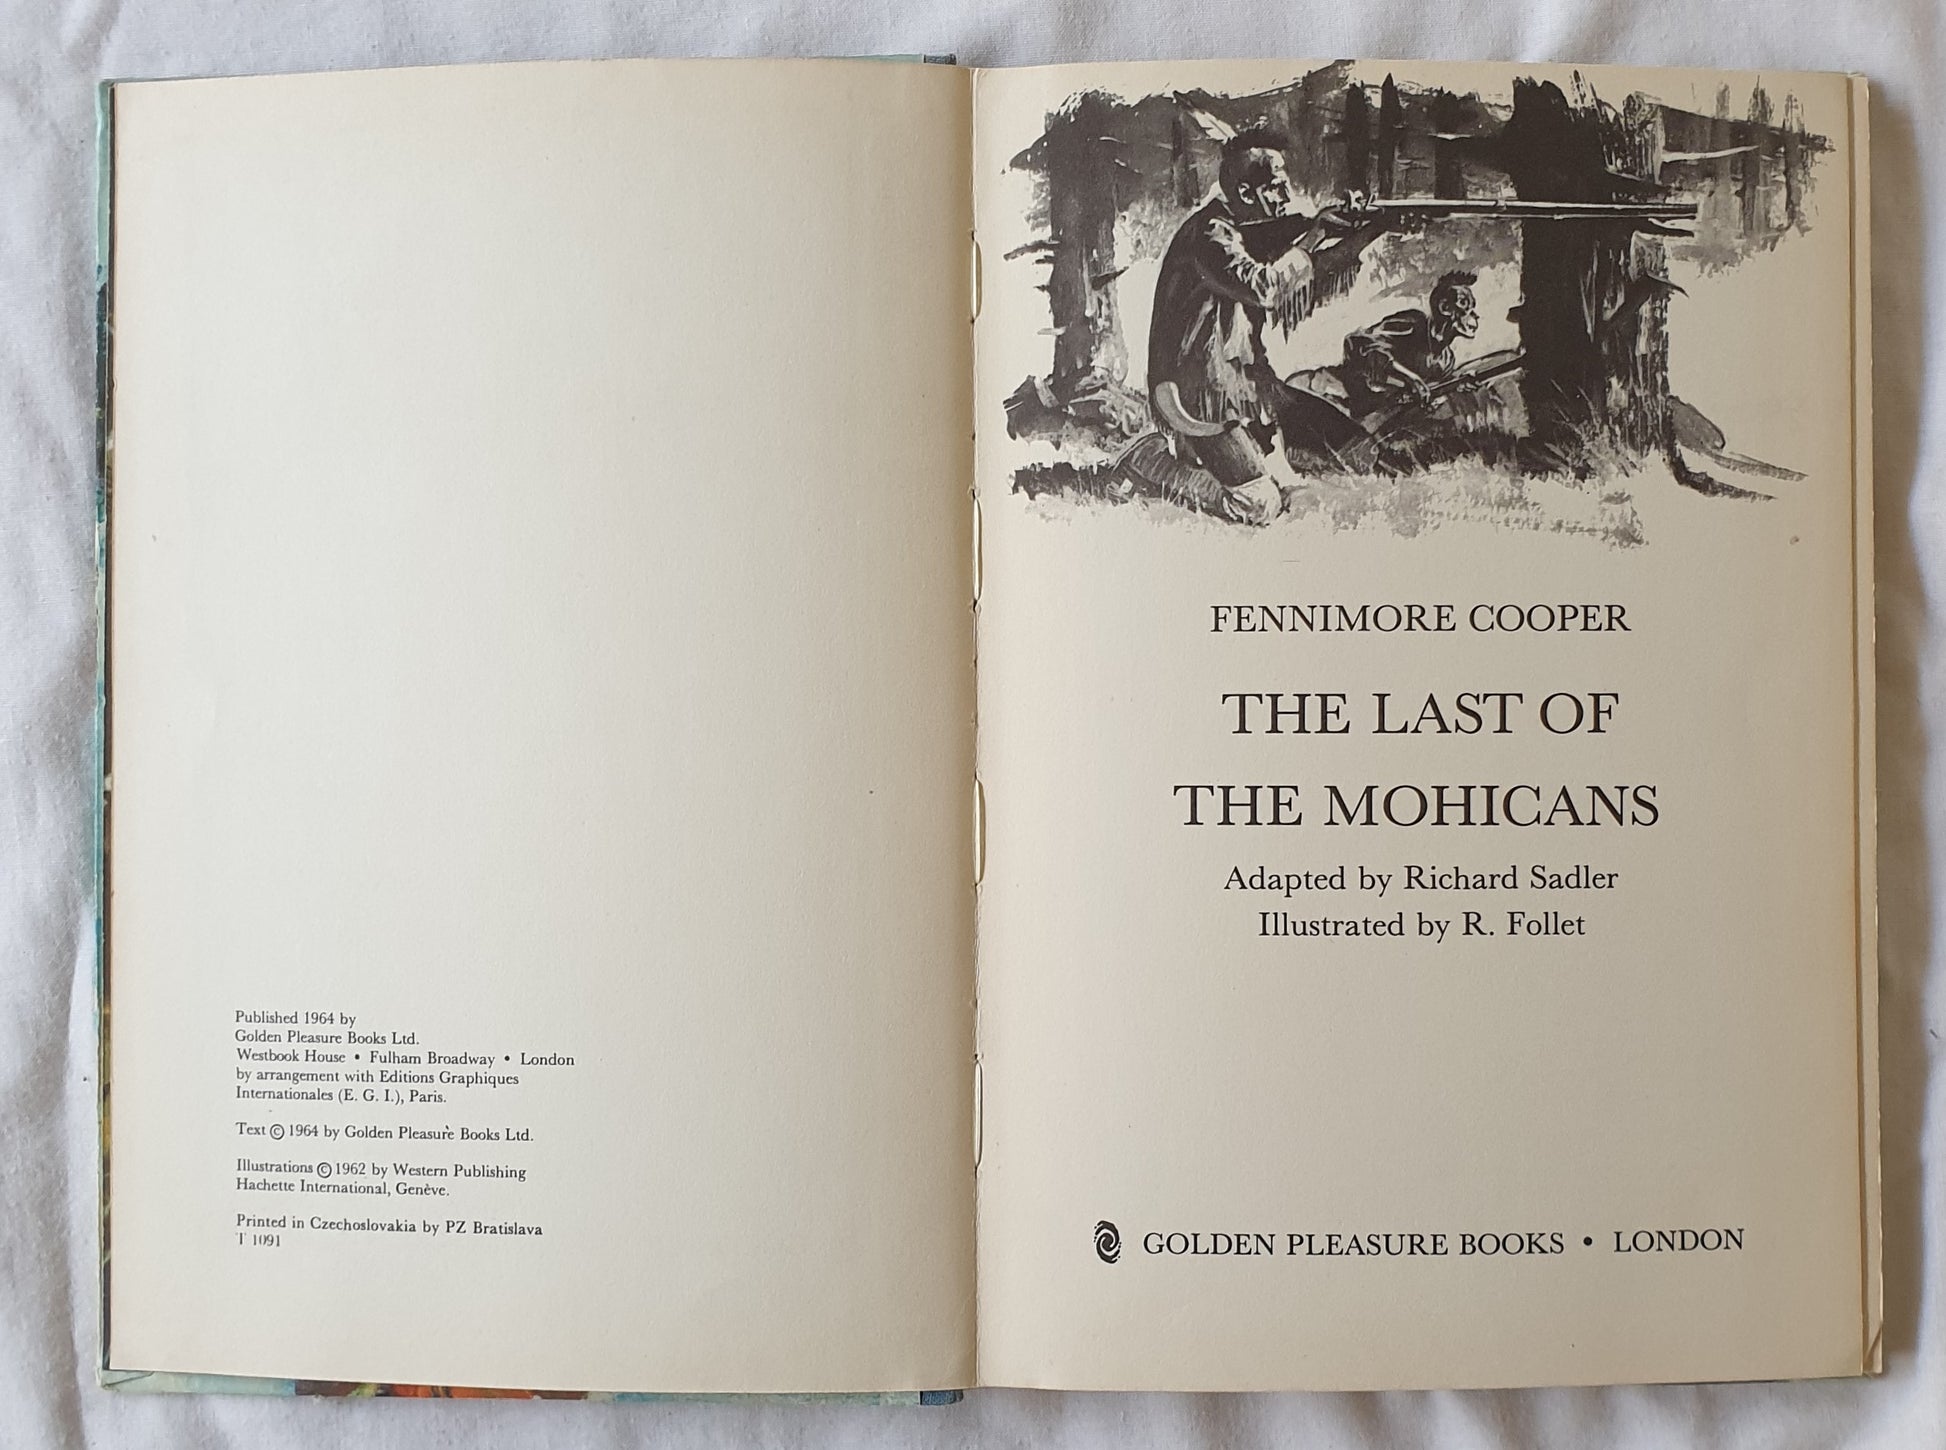 Published 1964 by
Golden Pleasure Books Ltd.
Westbook House • Fulham Broadway • London
by arrangement with Editions Graphiques
Internationales (E. G. I.), Paris.
Text © 1964 by Golden Pleasure Books Ltd.
Illustrations © 1962 by Western Publishing
Hachette International, Genève.
Printed in Czechoslovakia by PZ Bratislava
T 1091
FENNIMORE COOPER
THE LAST OF
THE MOHICANS
Adapted by Richard Sadler
Illustrated by R. Follet
GOLDEN PLEASURE BOOKS • LONDON